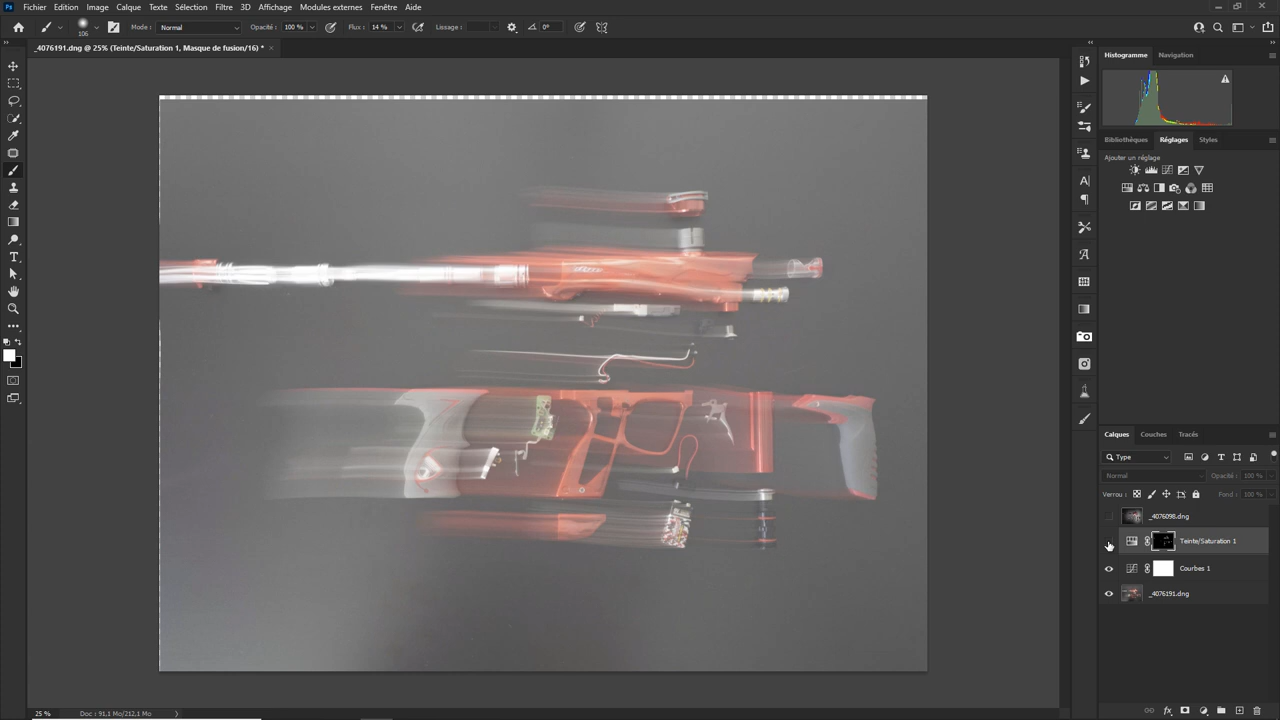 Ps Fichier Edition Image Calque Texte Sélection Filtre 3D Affichage Modules externes Fenêtre Aide
106 Mode : Normal Opacité : 100 % Flux : 14 % Lissage : 0°
_4076191.dng @ 25% (Teinte/Saturation 1, Masque de fusion/16) * ×
Histogramme Navigation
Bibliothèques Réglages Styles
Ajouter un réglage
Calques Couches Tracés
Type
Normal Opacité : 100 %
Verrou : Fond : 100 %
_4076098.dng
Teinte/Saturation 1
Courbes 1
_4076191.dng
25 % Doc : 91,1 Mo/212,1 Mo